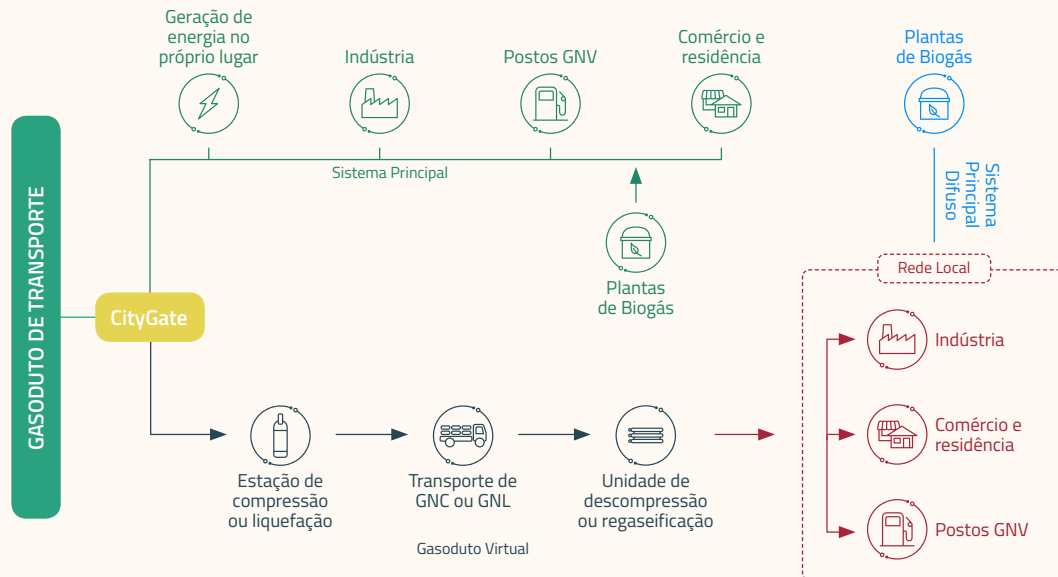 Geração de
energia no
próprio lugar
Indústria
Postos GNV
Comércio e
residência
Plantas
de Biogás
Sistema Principal
Sistema
Principal
Difuso
Plantas
de Biogás
GASODUTO DE TRANSPORTE
CityGate
Rede Local
Indústria
Comércio e
residência
Postos GNV
Estação de
compressão
ou liquefação
Transporte de
GNC ou GNL
Unidade de
descompressão
ou regaseificação
Gasoduto Virtual